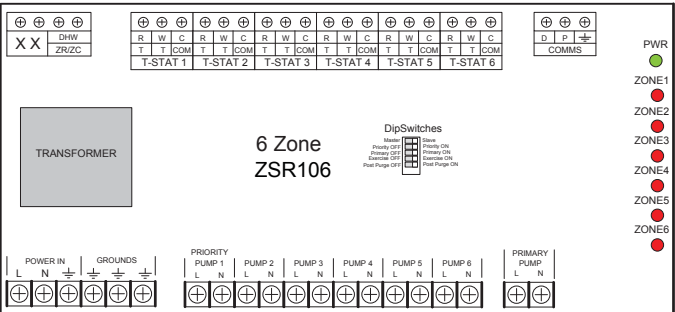 X X
DHW
ZR/ZC
R W C R W C R W C R W C R W C R W C
T T COM T T COM T T COM T T COM T T COM T T COM
T-STAT 1 T-STAT 2 T-STAT 3 T-STAT 4 T-STAT 5 T-STAT 6
D P
COMMS
PWR
ZONE1
ZONE2
ZONE3
ZONE4
ZONE5
ZONE6
TRANSFORMER
6 Zone
ZSR106
DipSwitches
Master Slave
Priority OFF Priority ON
Primary OFF Primary ON
Exercise OFF Exercise ON
Post Purge OFF Post Purge ON
POWER IN GROUNDS
L N
PRIORITY
PUMP 1 PUMP 2 PUMP 3 PUMP 4 PUMP 5 PUMP 6
L N L N L N L N L N L N
PRIMARY
PUMP
L N